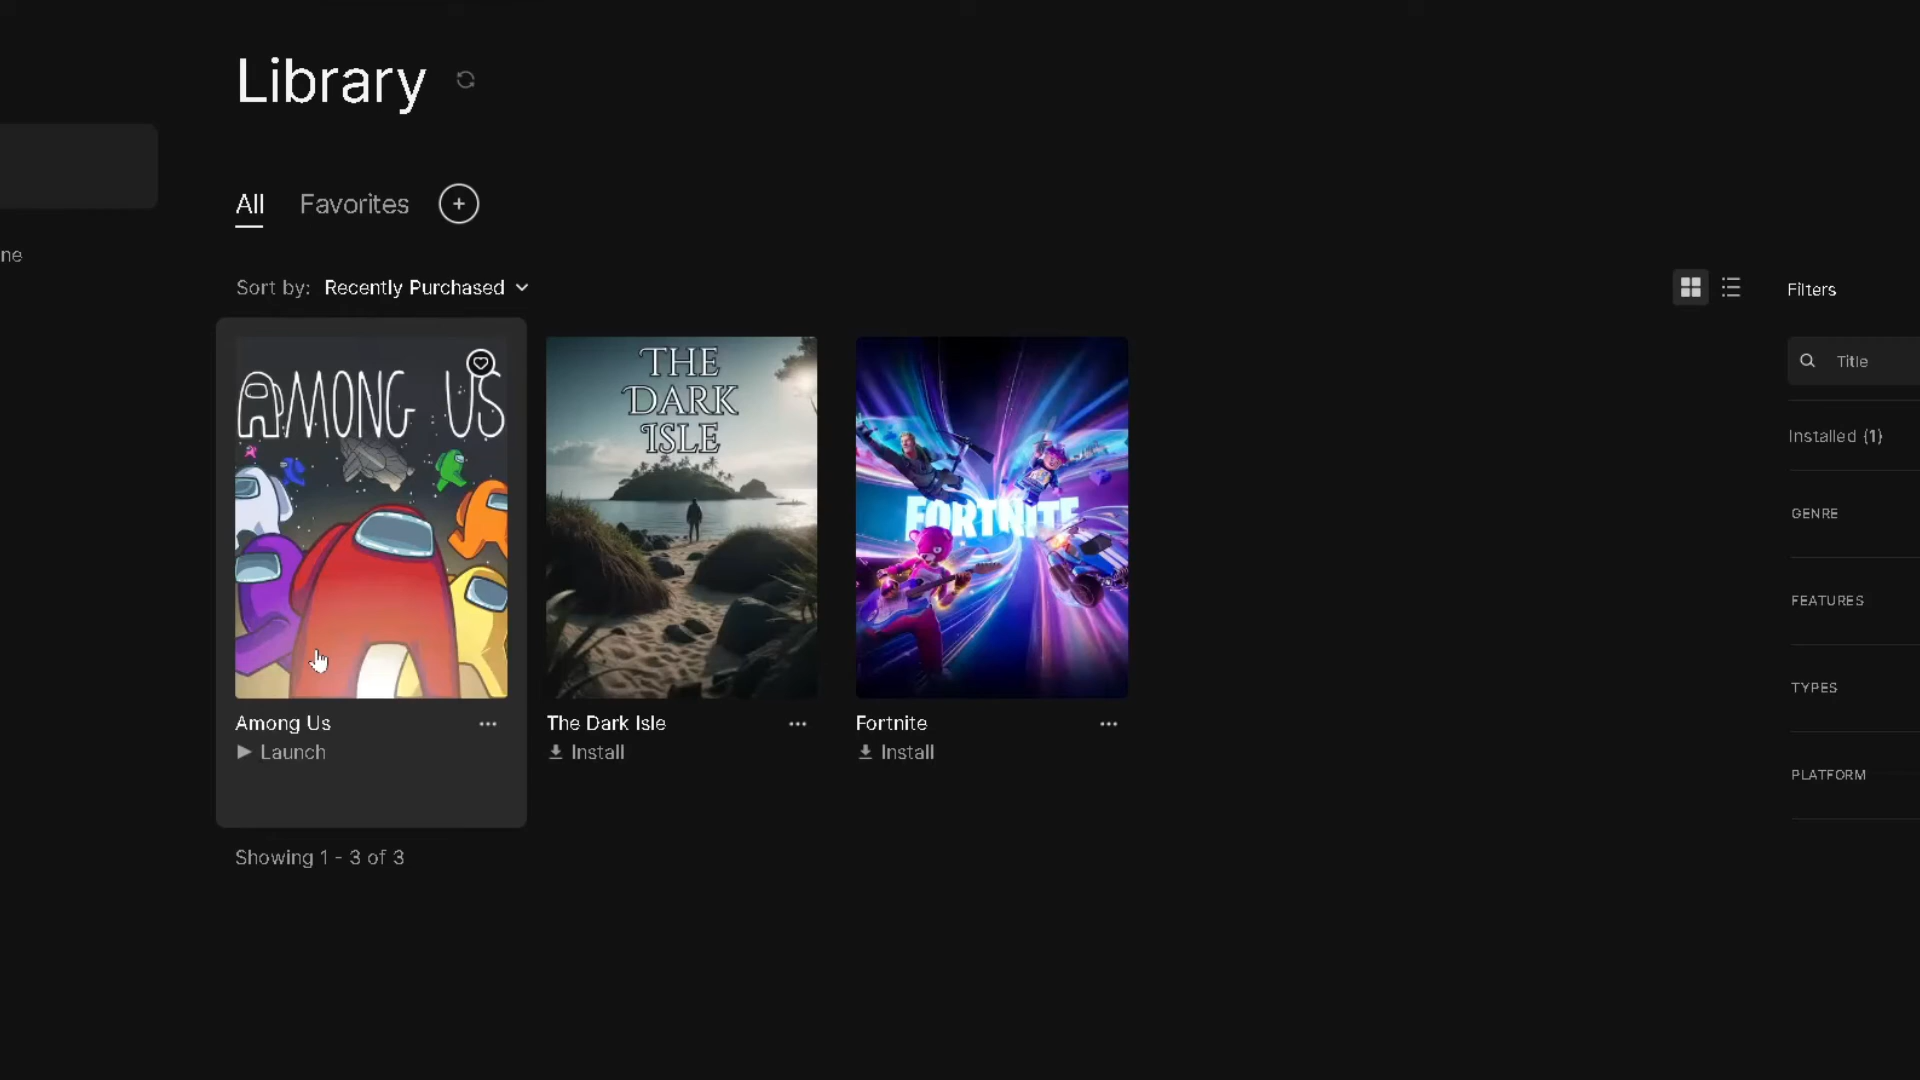 Library
All Favorites +
ne
Sort by: Recently Purchased
Filters
Title
Installed (1)
GENRE
FEATURES
TYPES
PLATFORM
AMONG US
THE
DARK
ISLE
FORTNITE
Among Us ...
Launch
The Dark Isle ...
Install
Fortnite ...
Install
Showing 1 - 3 of 3